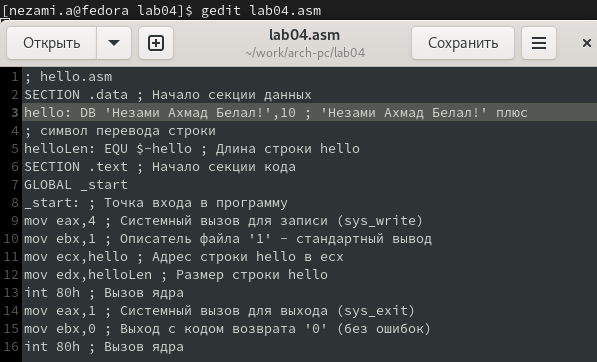 [nezami.a@fedora lab04]$ gedit lab04.asm
Открыть
lab04.asm
~/work/arch-pc/lab04
Сохранить
1 ; hello.asm
2 SECTION .data ; Начало секции данных
3 hello: DB 'Незами Ахмад Белал!',10 ; 'Незами Ахмад Белал!' плюс
4 ; символ перевода строки
5 helloLen: EQU $-hello ; Длина строки hello
6 SECTION .text ; Начало секции кода
7 GLOBAL _start
8 _start: ; Точка входа в программу
9 mov eax,4 ; Системный вызов для записи (sys_write)
10 mov ebx,1 ; Описатель файла '1' - стандартный вывод
11 mov ecx,hello ; Адрес строки hello в ecx
12 mov edx,helloLen ; Размер строки hello
13 int 80h ; Вызов ядра
14 mov eax,1 ; Системный вызов для выхода (sys_exit)
15 mov ebx,0 ; Выход с кодом возврата '0' (без ошибок)
16 int 80h ; Вызов ядра